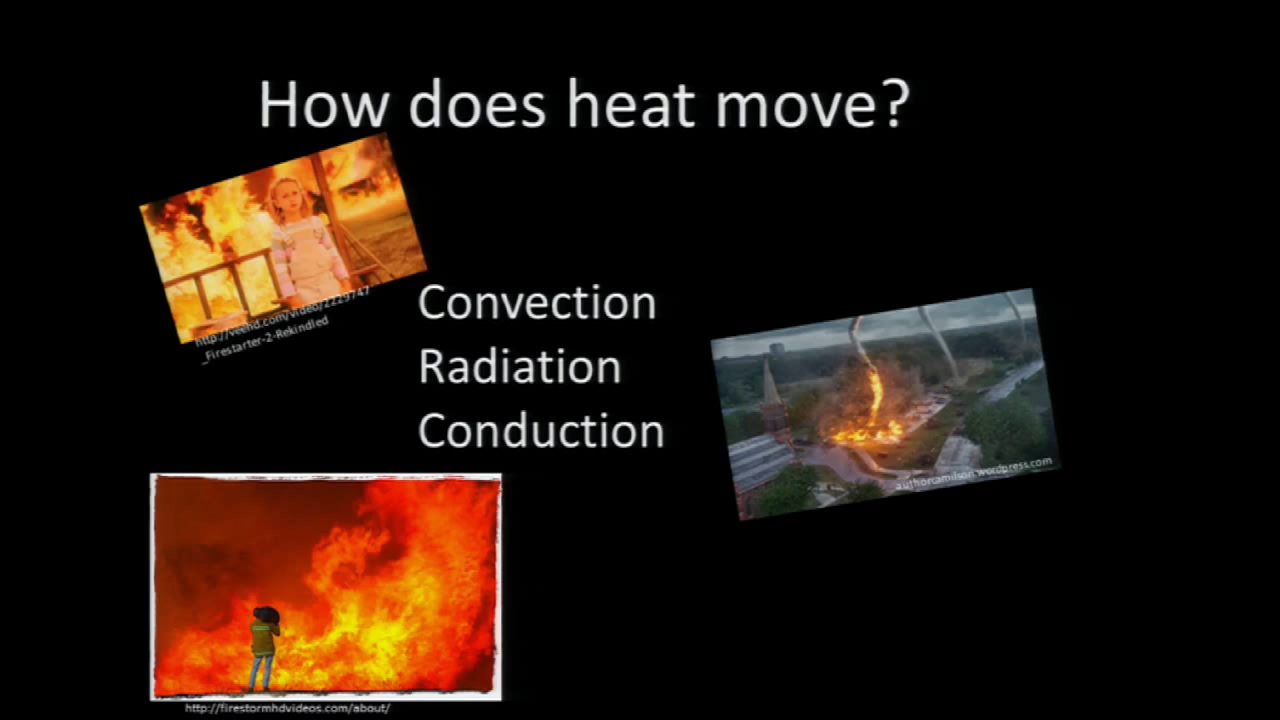 How does heat move?
http://veehd.com/video/2229747
_Firestarter-2-Rekindled
Convection
Radiation
Conduction
authortamilson.wordpress.com
http://firestormhdvideos.com/about/